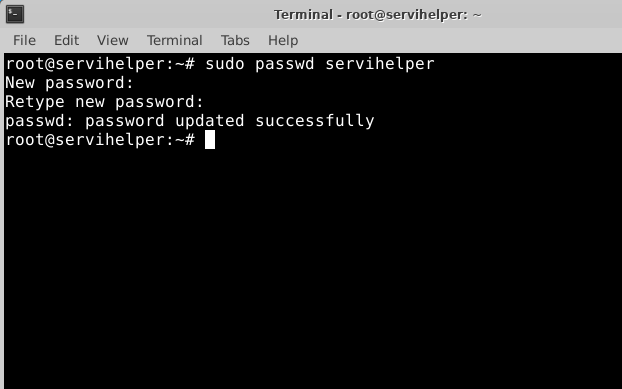 Terminal - root@servihelper: ~
File Edit View Terminal Tabs Help
root@servihelper:~# sudo passwd servihelper
New password:
Retype new password:
passwd: password updated successfully
root@servihelper:~#